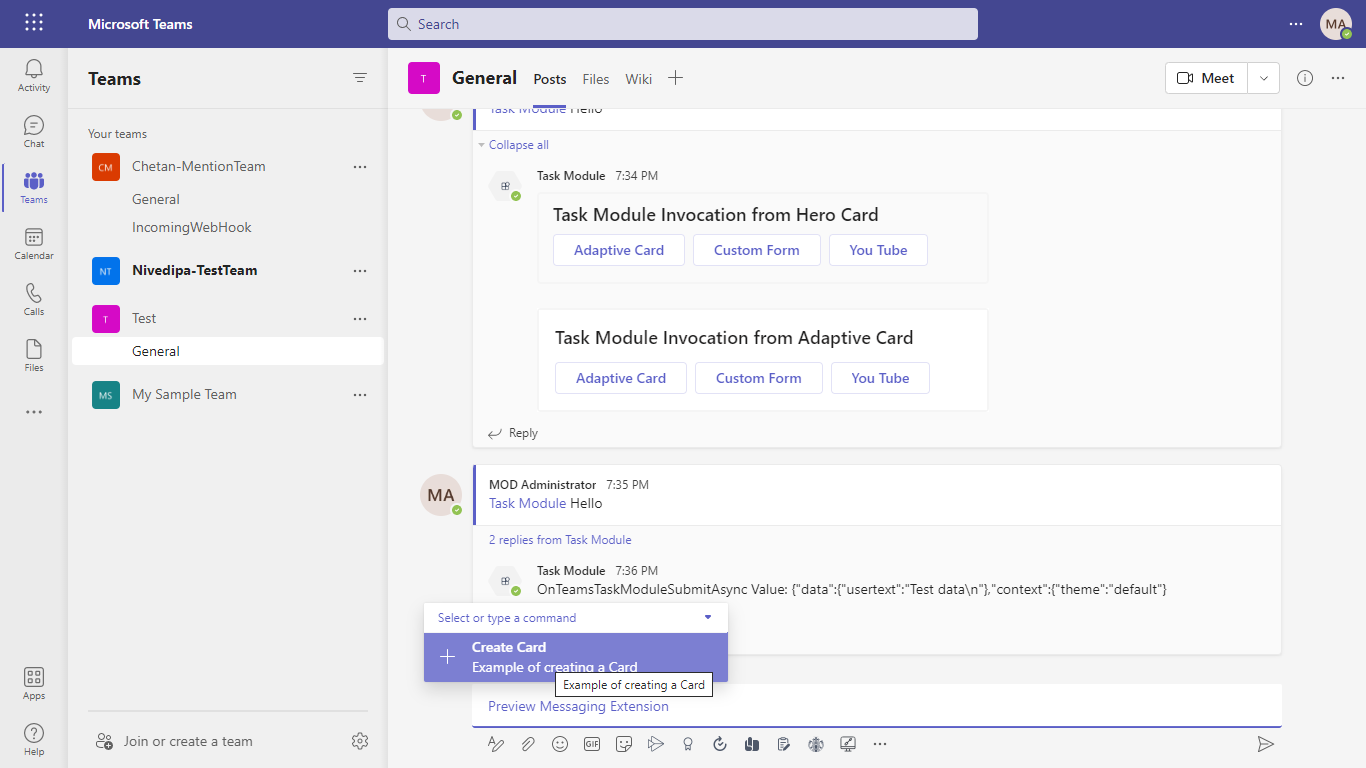 Microsoft Teams
Search
MA
Activity
Chat
Teams
Calendar
Calls
Files
Apps
Help
Teams
Your teams
CM Chetan-MentionTeam
General
IncomingWebHook
NT Nivedipa-TestTeam
T Test
General
MS My Sample Team
Join or create a team
T General Posts Files Wiki
Meet
Task Module Hello
Collapse all
Task Module 7:34 PM
Task Module Invocation from Hero Card
Adaptive Card Custom Form You Tube
Task Module Invocation from Adaptive Card
Adaptive Card Custom Form You Tube
Reply
MA
MOD Administrator 7:35 PM
Task Module Hello
2 replies from Task Module
Task Module 7:36 PM
OnTeamsTaskModuleSubmitAsync Value: {"data":{"usertext":"Test data\n"},"context":{"theme":"default"}
Select or type a command
Create Card
Example of creating a Card
Example of creating a Card
Preview Messaging Extension
GIF